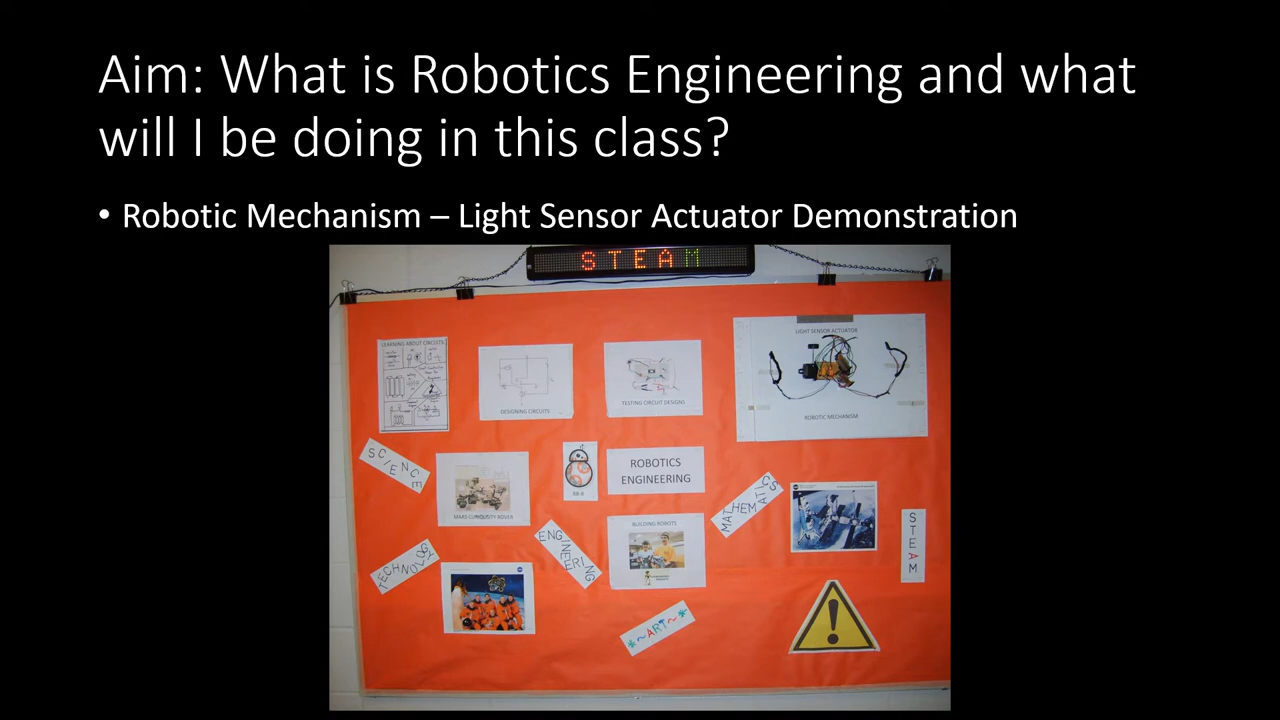 Aim: What is Robotics Engineering and what
will I be doing in this class?
• Robotic Mechanism – Light Sensor Actuator Demonstration
STEAM
LEARNING ABOUT CIRCUITS
DESIGNING CIRCUITS
TESTING CIRCUIT DESIGNS
LIGHT SENSOR ACTUATOR
ROBOTIC MECHANISM
SCIENCE
MARS CURIOUSITY ROVER
BB-8
ROBOTICS
ENGINEERING
MATHEMATICS
TECHNOLOGY
ENGINEERING
BUILDING ROBOTS
STEAM
*~ART~*
!